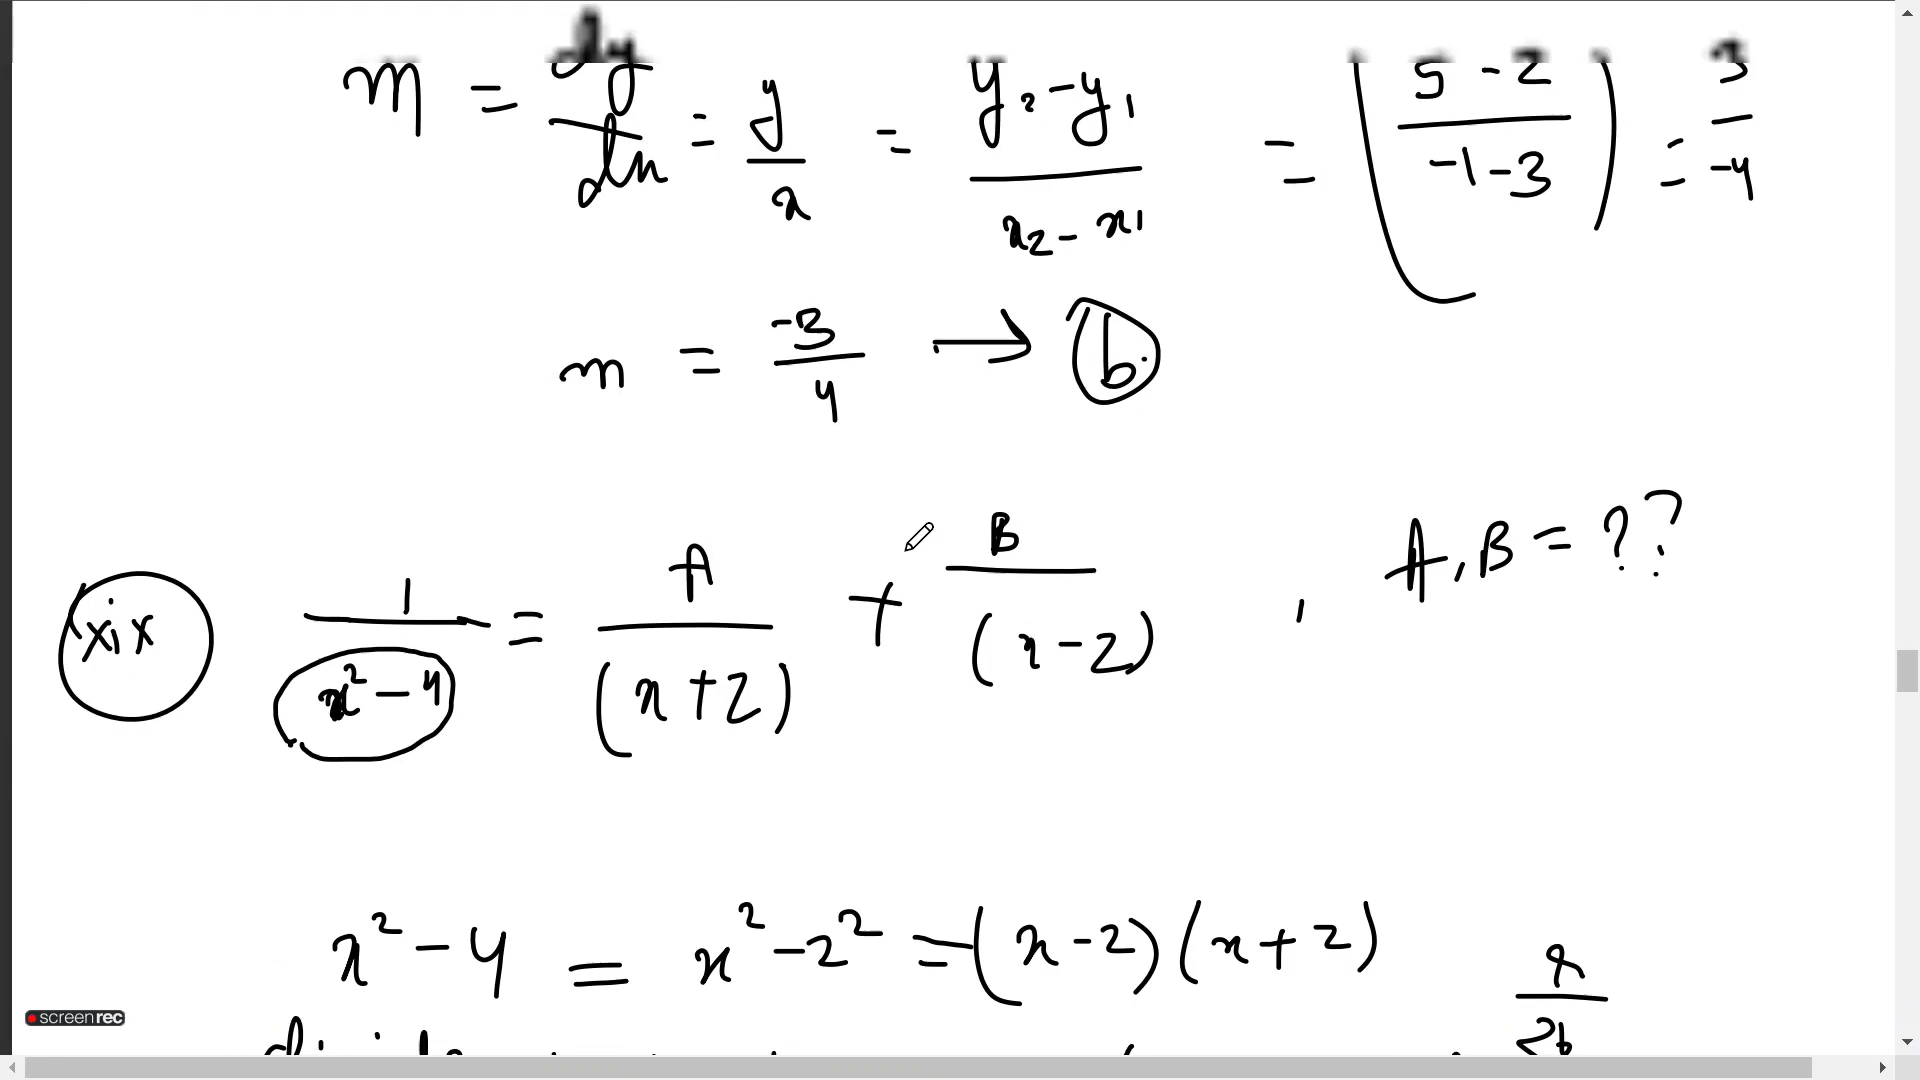 m = dy/dx = y/x = y₂-y₁/x₂-x₁ = (5-2/-1-3) = 3/-4
m = -3/4 → b.
xix 1/x²-4 = A/(x+2) + B/(x-2) , A, B = ??
x²-4 = x²-2² = (x-2)(x+2)
screenrec